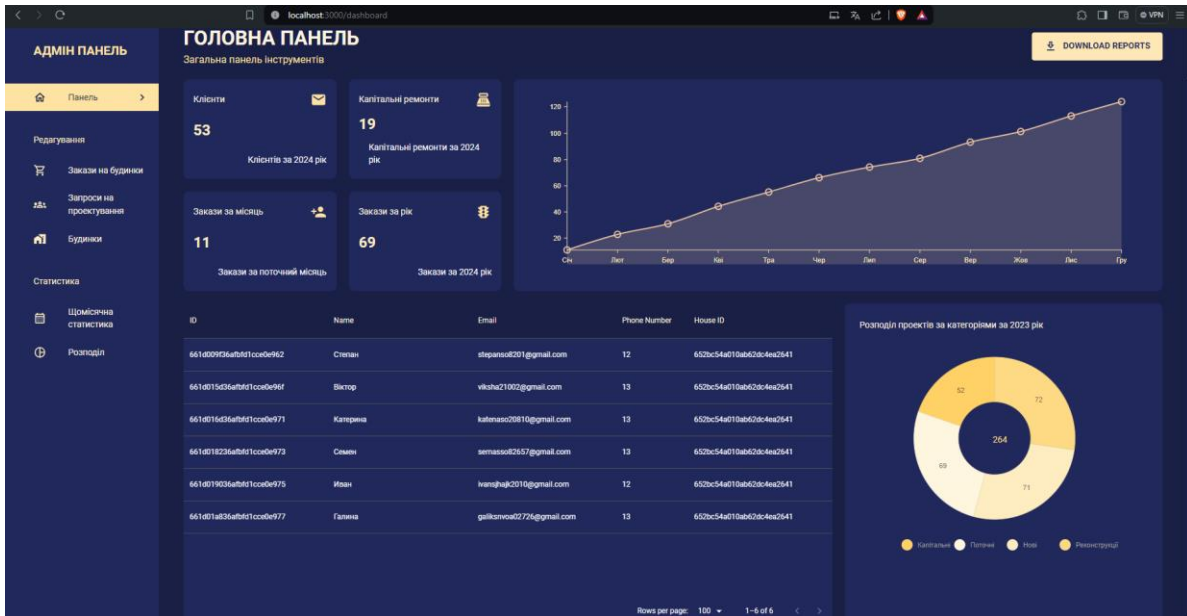 localhost:3000/dashboard
VPN
АДМІН ПАНЕЛЬ
Панель
Редагування
Закази на будинки
Запроси на
проектування
Будинки
Статистика
Щомісячна
статистика
Розподіл
ГОЛОВНА ПАНЕЛЬ
Загальна панель інструментів
DOWNLOAD REPORTS
Клієнти
53
Клієнтів за 2024 рік
Капітальні ремонти
19
Капітальні ремонти за 2024
рік
Закази за місяць
11
Закази за поточний місяць
Закази за рік
69
Закази за 2024 рік
120
100
80
60
40
20
Січ Лют Бер Кві Тра Чер Лип Сер Вер Жов Лис Гру
ID Name Email Phone Number House ID
661d009f36afbfd1cce0e962 Степан stepanso8201@gmail.com 12 652bc54a010ab62dc4ea2641
661d015d36afbfd1cce0e96f Віктор viksha21002@gmail.com 13 652bc54a010ab62dc4ea2641
661d016d36afbfd1cce0e971 Катерина katenaso20810@gmail.com 13 652bc54a010ab62dc4ea2641
661d018236afbfd1cce0e973 Семен semasso82657@gmail.com 13 652bc54a010ab62dc4ea2641
661d019036afbfd1cce0e975 Иван ivansjhajk2010@gmail.com 12 652bc54a010ab62dc4ea2641
661d01a836afbfd1cce0e977 Галина galiksnvoa02726@gmail.com 13 652bc54a010ab62dc4ea2641
Rows per page: 100 1–6 of 6
Розподіл проектів за категоріями за 2023 рік
52
72
264
69
71
Капітальні Поточні Нові Реконструкції